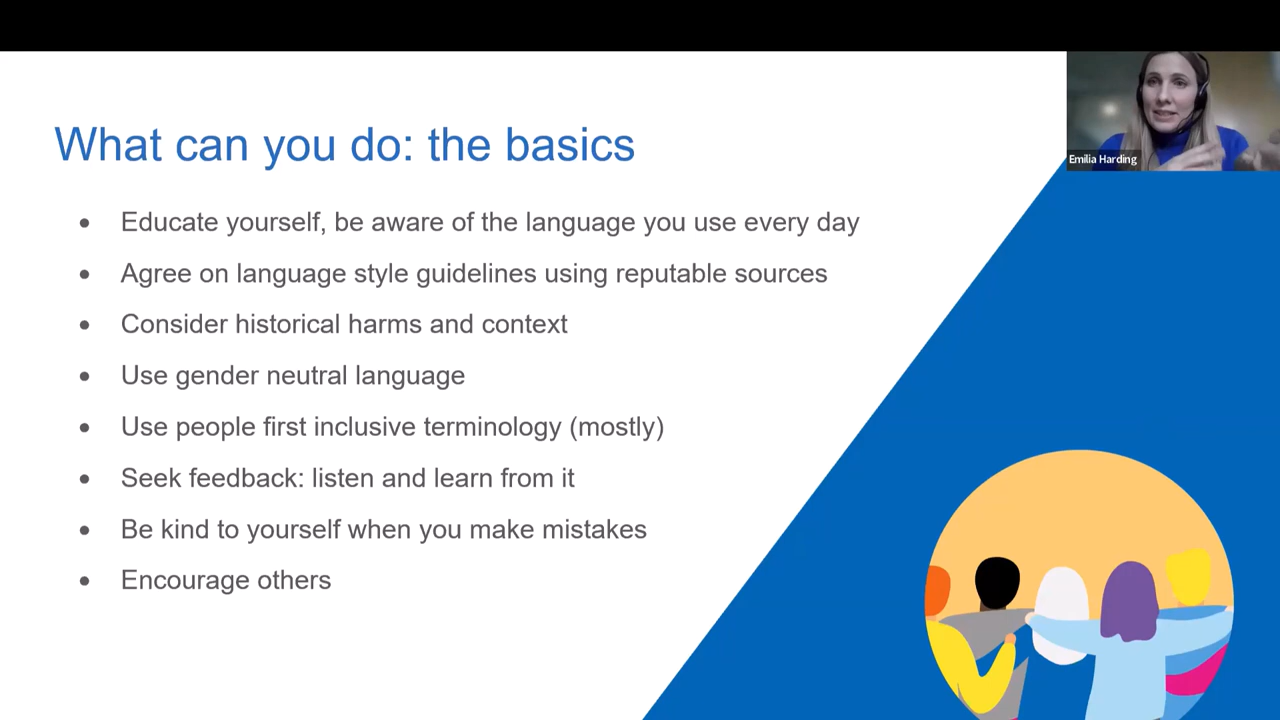 What can you do: the basics
Educate yourself, be aware of the language you use every day
Agree on language style guidelines using reputable sources
Consider historical harms and context
Use gender neutral language
Use people first inclusive terminology (mostly)
Seek feedback: listen and learn from it
Be kind to yourself when you make mistakes
Encourage others
Emilia Harding